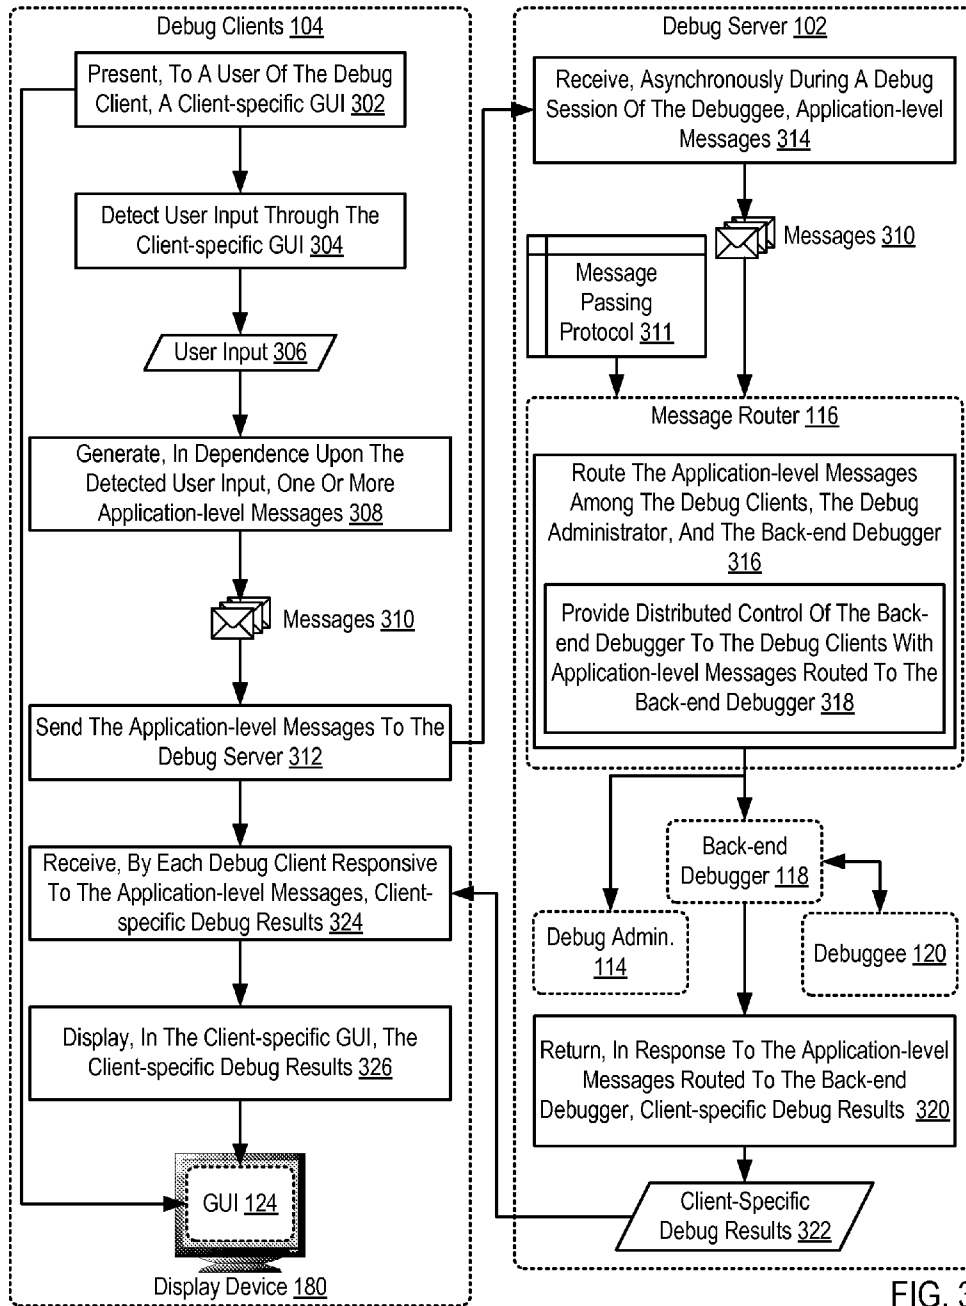 Debug Clients 104
Present, To A User Of The Debug
Client, A Client-specific GUI 302
Detect User Input Through The
Client-specific GUI 304
User Input 306
Generate, In Dependence Upon The
Detected User Input, One Or More
Application-level Messages 308
Messages 310
Send The Application-level Messages To The
Debug Server 312
Receive, By Each Debug Client Responsive
To The Application-level Messages, Client-
specific Debug Results 324
Display, In The Client-specific GUI, The
Client-specific Debug Results 326
GUI 124
Display Device 180
Debug Server 102
Receive, Asynchronously During A Debug
Session Of The Debuggee, Application-level
Messages 314
Messages 310
Message
Passing
Protocol 311
Message Router 116
Route The Application-level Messages
Among The Debug Clients, The Debug
Administrator, And The Back-end Debugger
316
Provide Distributed Control Of The Back-
end Debugger To The Debug Clients With
Application-level Messages Routed To The
Back-end Debugger 318
Back-end
Debugger 118
Debug Admin.
114
Debuggee 120
Return, In Response To The Application-level
Messages Routed To The Back-end
Debugger, Client-specific Debug Results 320
Client-Specific
Debug Results 322
FIG. 3